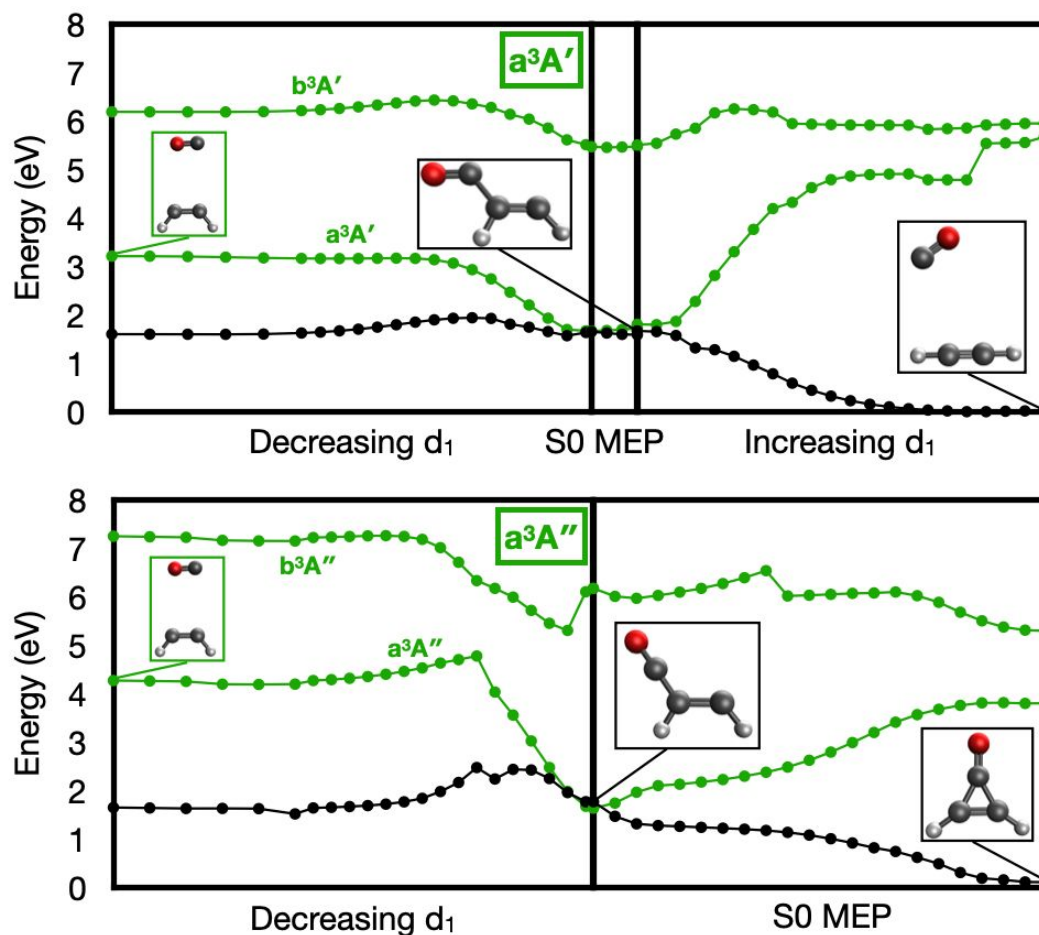 8
7
6
5
4
3
2
1
0
Energy (eV)
b³A′
a³A′
a³A′
Decreasing d₁
S0 MEP
Increasing d₁
8
7
6
5
4
3
2
1
0
Energy (eV)
b³A″
a³A″
a³A″
Decreasing d₁
S0 MEP